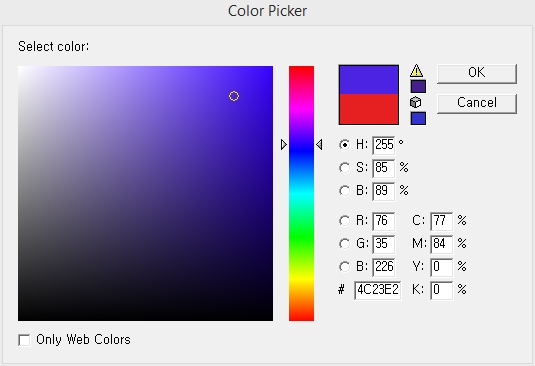 Color Picker
Select color:
OK
Cancel
H: 255 °
S: 85 %
B: 89 %
R: 76 C: 77 %
G: 35 M: 84 %
B: 226 Y: 0 %
# 4C23E2 K: 0 %
Only Web Colors